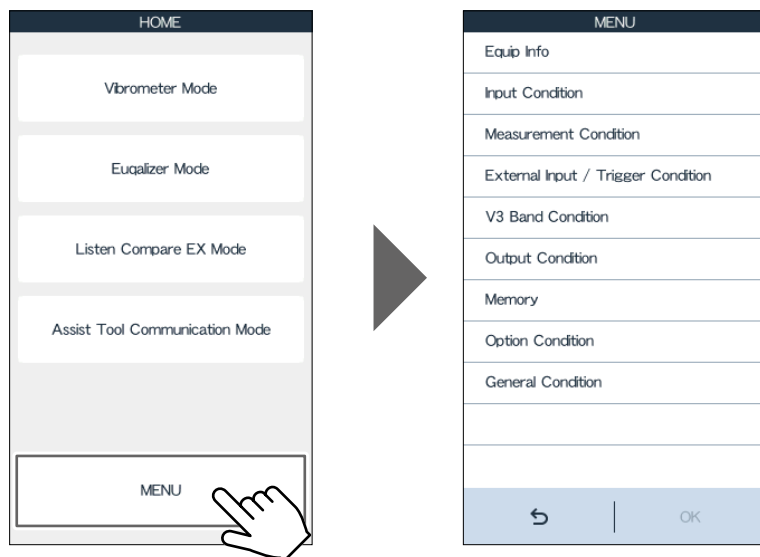 HOME
Vibrometer Mode
Euqalizer Mode
Listen Compare EX Mode
Assist Tool Communication Mode
MENU
MENU
Equip Info
Input Condition
Measurement Condition
External Input / Trigger Condition
V3 Band Condition
Output Condition
Memory
Option Condition
General Condition
OK